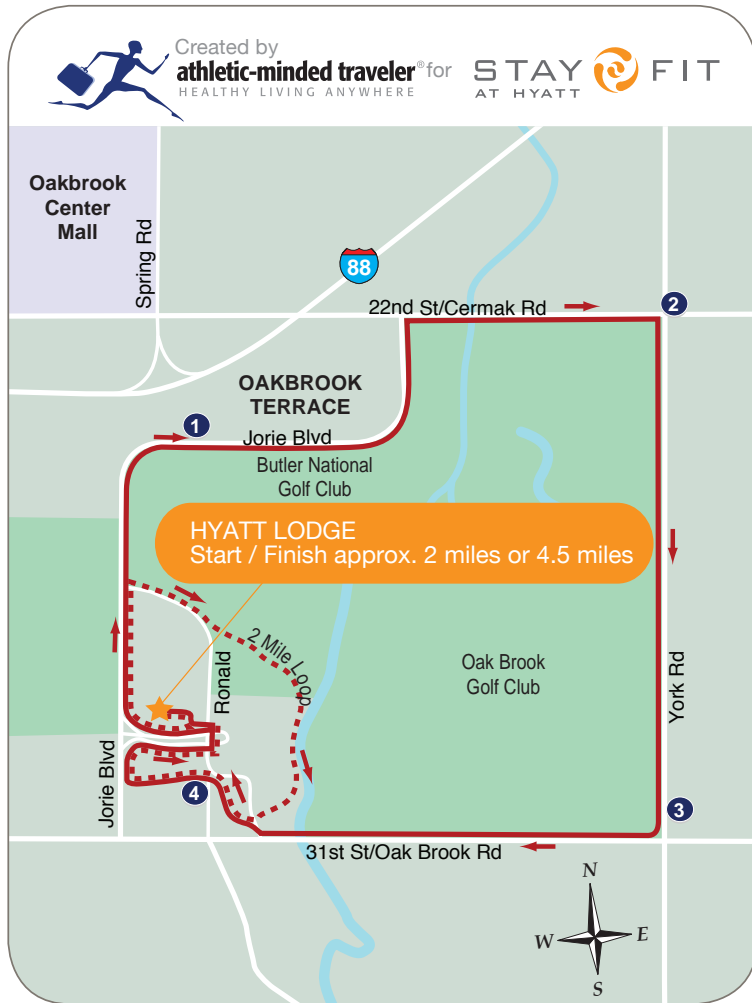 Created by
athletic-minded traveler® for
HEALTHY LIVING ANYWHERE
STAY FIT
AT HYATT
Oakbrook
Center
Mall
Spring Rd
88
22nd St/Cermak Rd
2
OAKBROOK
TERRACE
1
Jorie Blvd
Butler National
Golf Club
HYATT LODGE
Start / Finish approx. 2 miles or 4.5 miles
2 Mile Loop
Ronald
Oak Brook
Golf Club
York Rd
Jorie Blvd
4
3
31st St/Oak Brook Rd
N
W
E
S